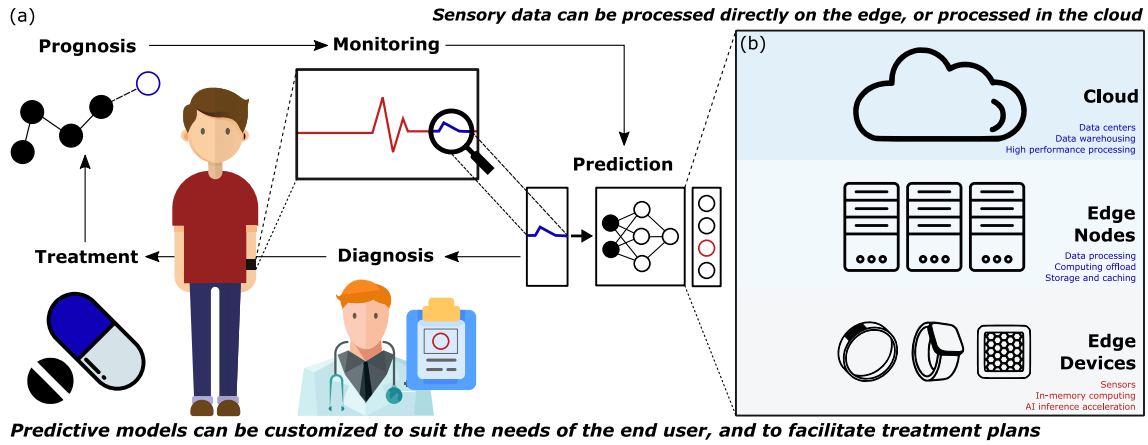 (a)
Sensory data can be processed directly on the edge, or processed in the cloud
Prognosis
Monitoring
Prediction
Treatment
Diagnosis
(b)
Cloud
Data centers
Data warehousing
High performance processing
Edge
Nodes
Data processing
Computing offload
Storage and caching
Edge
Devices
Sensors
In-memory computing
AI inference acceleration
Predictive models can be customized to suit the needs of the end user, and to facilitate treatment plans